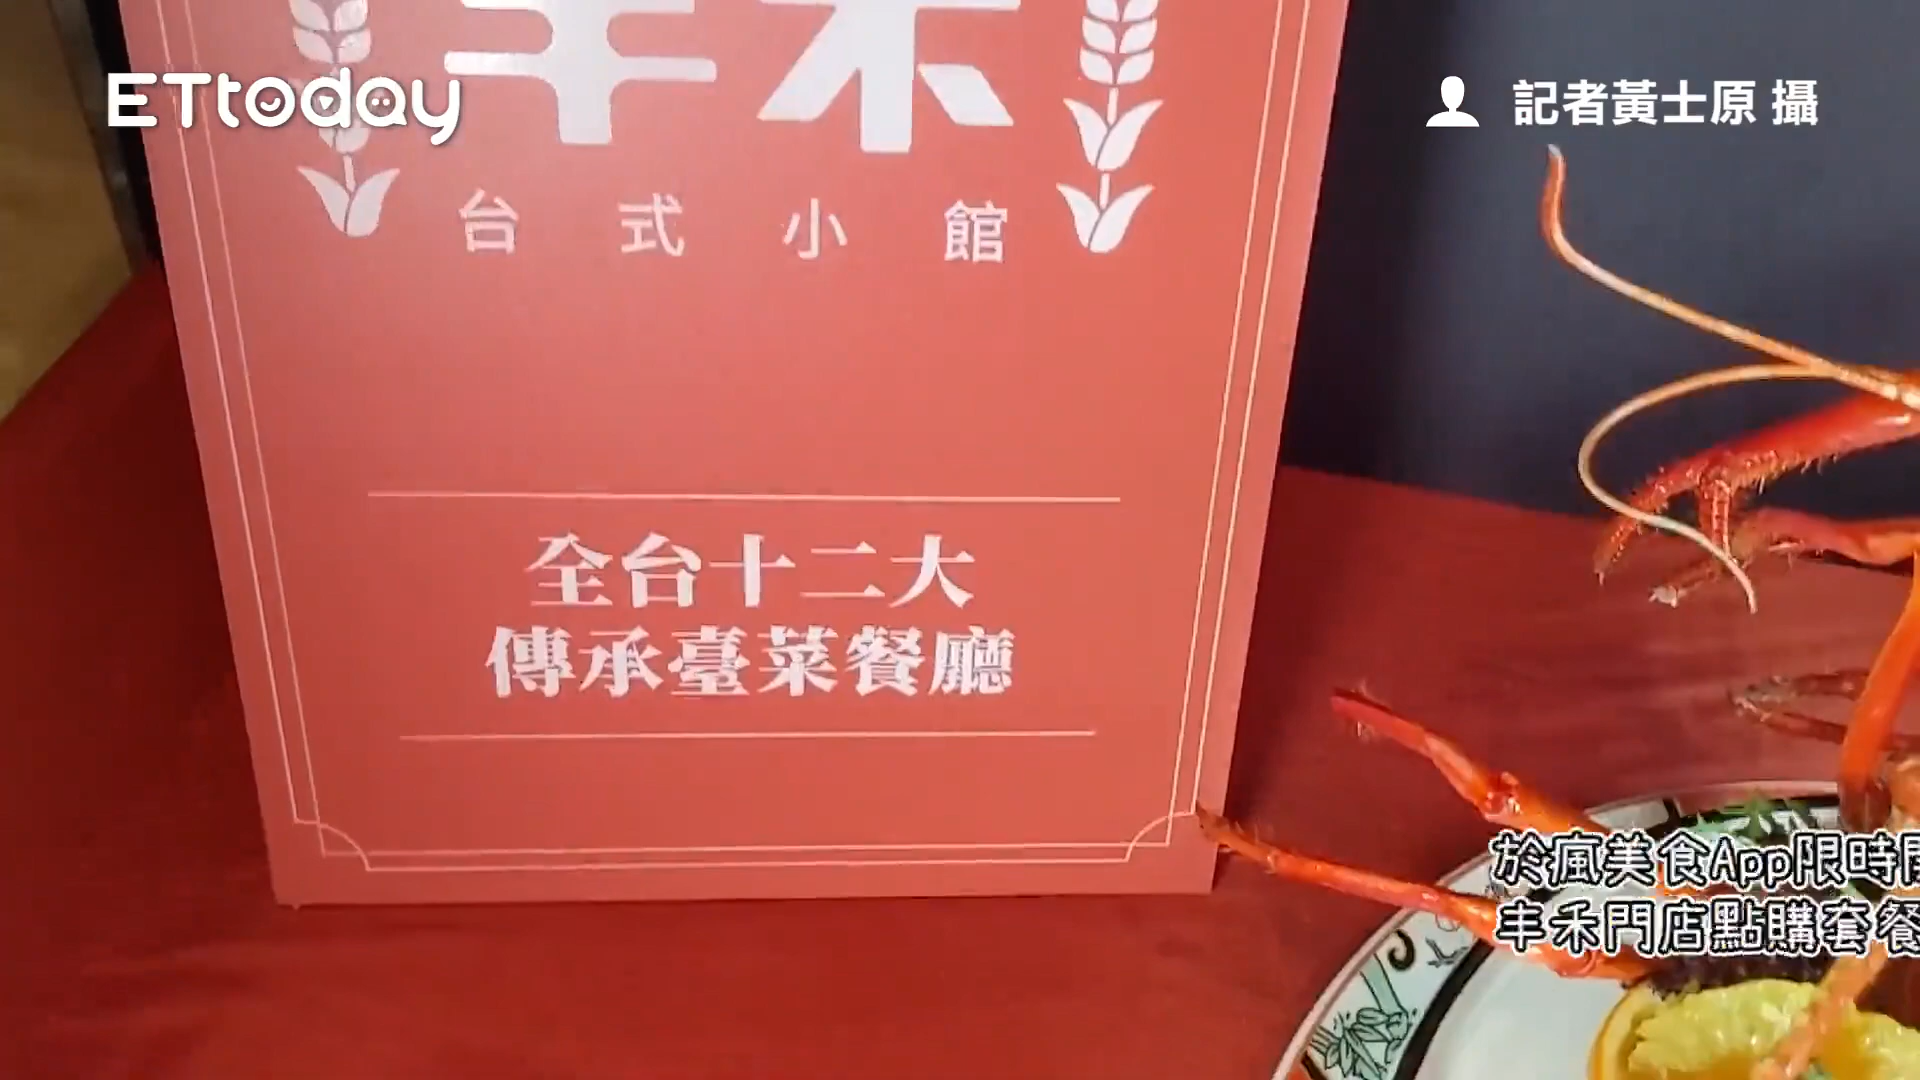 丰禾
ETtoday
記者黃士原 攝
台式小館
全台十二大
傳承臺菜餐廳
於瘋美食App限時
丰禾門店點購套餐